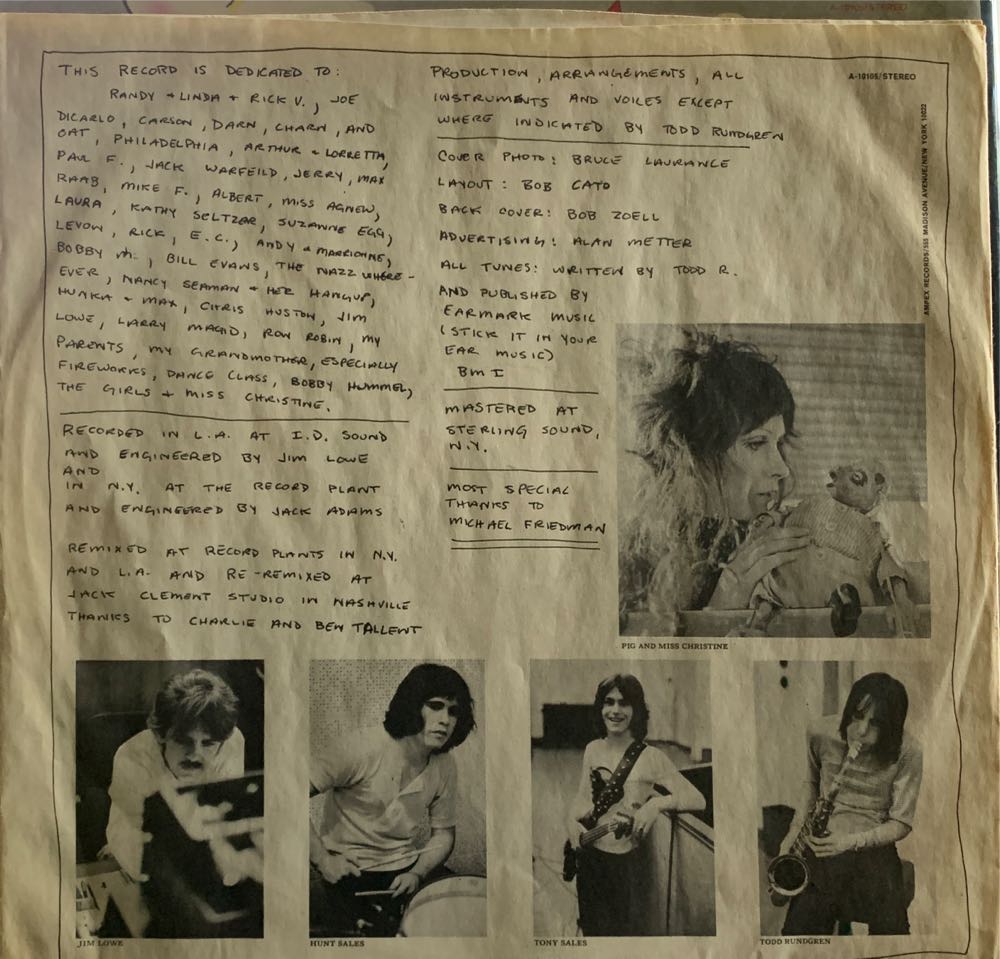 THIS RECORD IS DEDICATED TO:
RANDY + LINDA + RICK V., JOE
DICARLO, CARSON, DARN, CHARN, AND
OAT, PHILADELPHIA, ARTHUR + LORRETTA,
PAUL F., JACK WARFEILD, JERRY, MAX
RAAB, MIKE F., ALBERT, MISS AGNEW,
LAURA, KATHY SELTZER, SUZANNE EGG,
LEVON, RICK, E.C., ANDY + MARRIONNE,
BOBBY M., BILL EVANS, THE NAZZ WHERE-
EVER, NANCY SEAMAN + HER HANGUP,
HUNKA + MAX, CHRIS HUSTON, JIM
LOWE, LARRY MAGID, RON ROBIN, MY
PARENTS, MY GRANDMOTHER, ESPECIALLY
FIREWORKS, DANCE CLASS, BOBBY HUMMEL,
THE GIRLS + MISS CHRISTINE.
RECORDED IN L.A. AT I.D. SOUND
AND ENGINEERED BY JIM LOWE
AND
IN N.Y. AT THE RECORD PLANT
AND ENGINEERED BY JACK ADAMS
REMIXED AT RECORD PLANTS IN N.Y.
AND L.A. AND RE-REMIXED AT
JACK CLEMENT STUDIO IN NASHVILLE
THANKS TO CHARLIE AND BEN TALLENT
PRODUCTION, ARRANGEMENTS, ALL
INSTRUMENTS AND VOICES EXCEPT
WHERE INDICATED BY TODD RUNDGREN
COVER PHOTO: BRUCE LAURANCE
LAYOUT: BOB CATO
BACK COVER: BOB ZOELL
ADVERTISING: ALAN METTER
ALL TUNES: WRITTEN BY TODD R.
AND PUBLISHED BY
EARMARK MUSIC
(STICK IT IN YOUR
EAR MUSIC)
BMI
MASTERED AT
STERLING SOUND,
N.Y.
MOST SPECIAL
THANKS TO
MICHAEL FRIEDMAN
A-10105/STEREO
A-10105/STEREO
AMPEX RECORDS/555 MADISON AVENUE/NEW YORK 10022
PIG AND MISS CHRISTINE
JIM LOWE
HUNT SALES
TONY SALES
TODD RUNDGREN